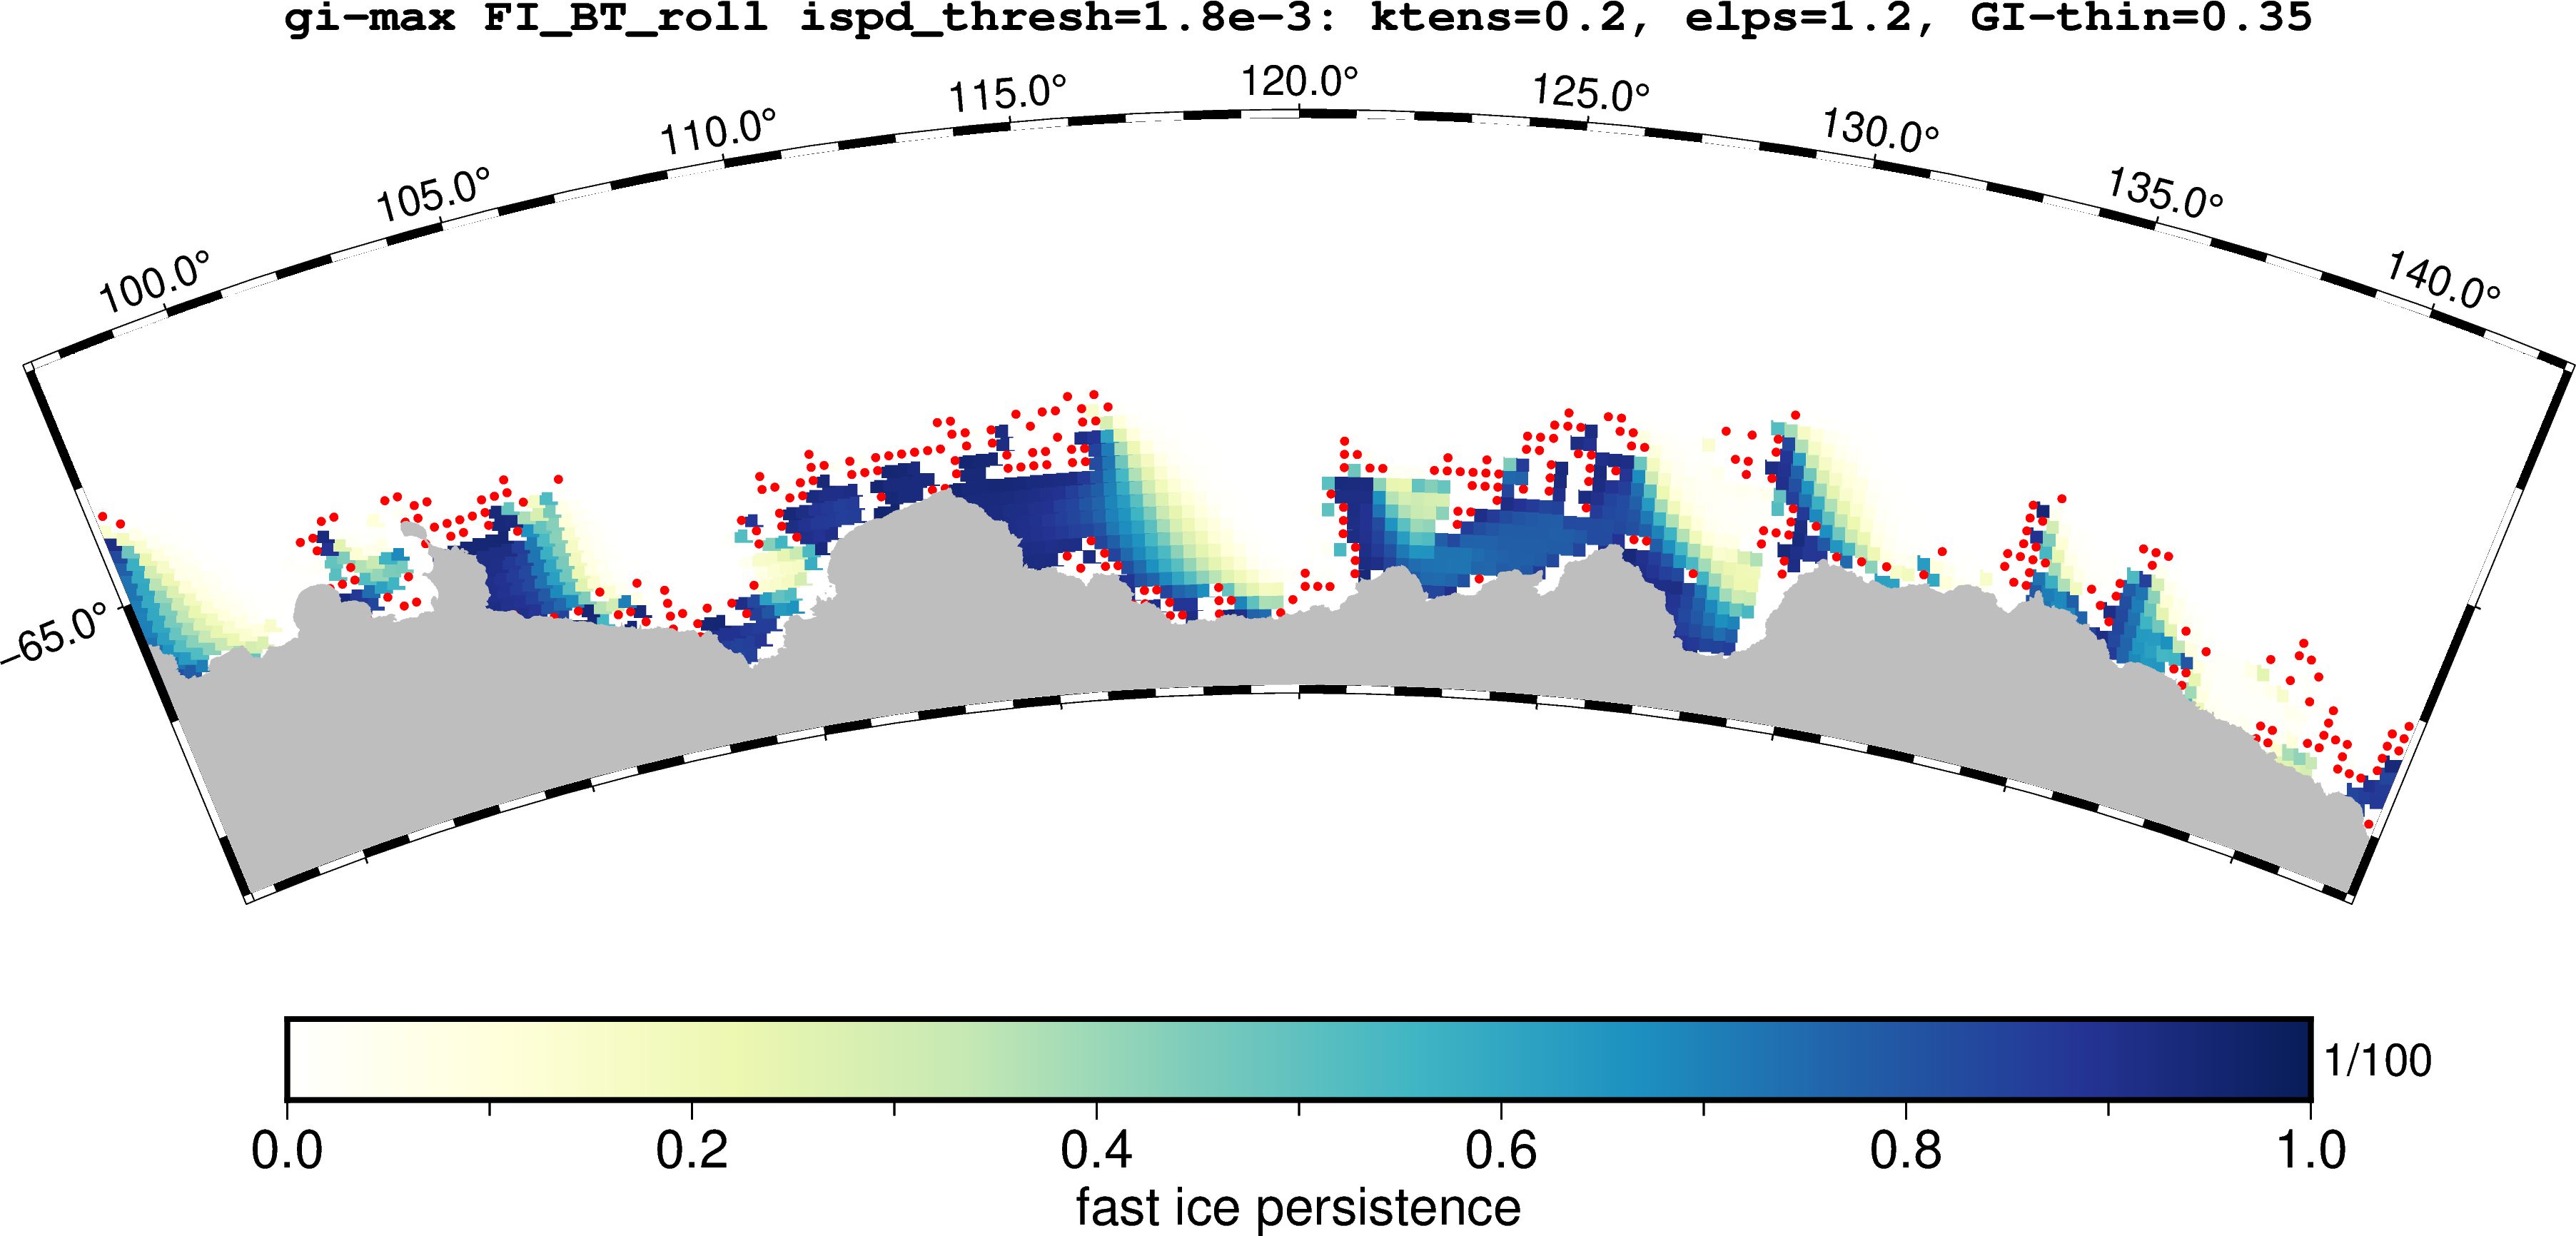 gi-max FI_BT_roll ispd_thresh=1.8e-3: ktens=0.2, elps=1.2, GI-thin=0.35
100.0° 105.0° 110.0° 115.0° 120.0° 125.0° 130.0° 135.0° 140.0°
-65.0°
1/100
0.0 0.2 0.4 0.6 0.8 1.0
fast ice persistence